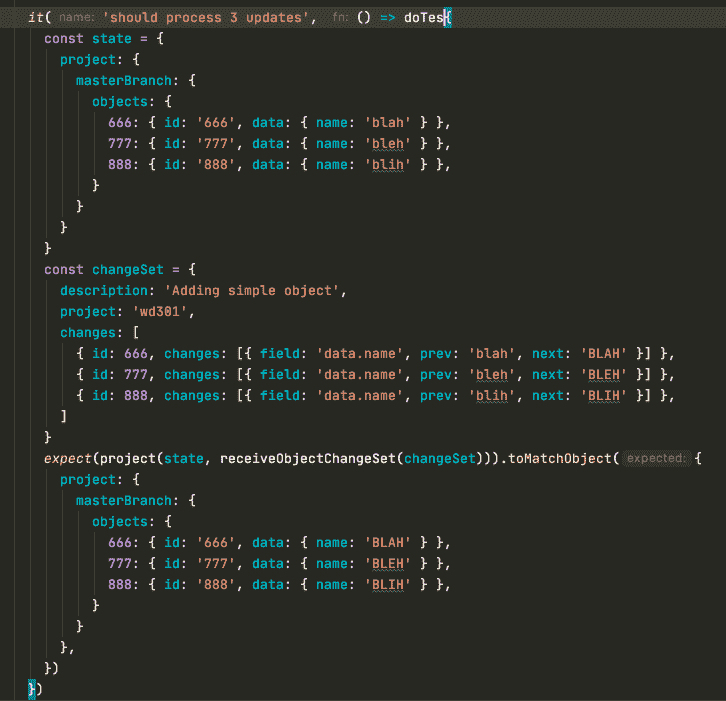 it( name: 'should process 3 updates', fn: () => doTes{
const state = {
project: {
masterBranch: {
objects: {
666: { id: '666', data: { name: 'blah' } },
777: { id: '777', data: { name: 'bleh' } },
888: { id: '888', data: { name: 'blih' } },
}
}
}
}
const changeSet = {
description: 'Adding simple object',
project: 'wd301',
changes: [
{ id: 666, changes: [{ field: 'data.name', prev: 'blah', next: 'BLAH' }] },
{ id: 777, changes: [{ field: 'data.name', prev: 'bleh', next: 'BLEH' }] },
{ id: 888, changes: [{ field: 'data.name', prev: 'blih', next: 'BLIH' }] },
]
}
expect(project(state, receiveObjectChangeSet(changeSet))).toMatchObject( expected: {
project: {
masterBranch: {
objects: {
666: { id: '666', data: { name: 'BLAH' } },
777: { id: '777', data: { name: 'BLEH' } },
888: { id: '888', data: { name: 'BLIH' } },
}
}
},
})
})